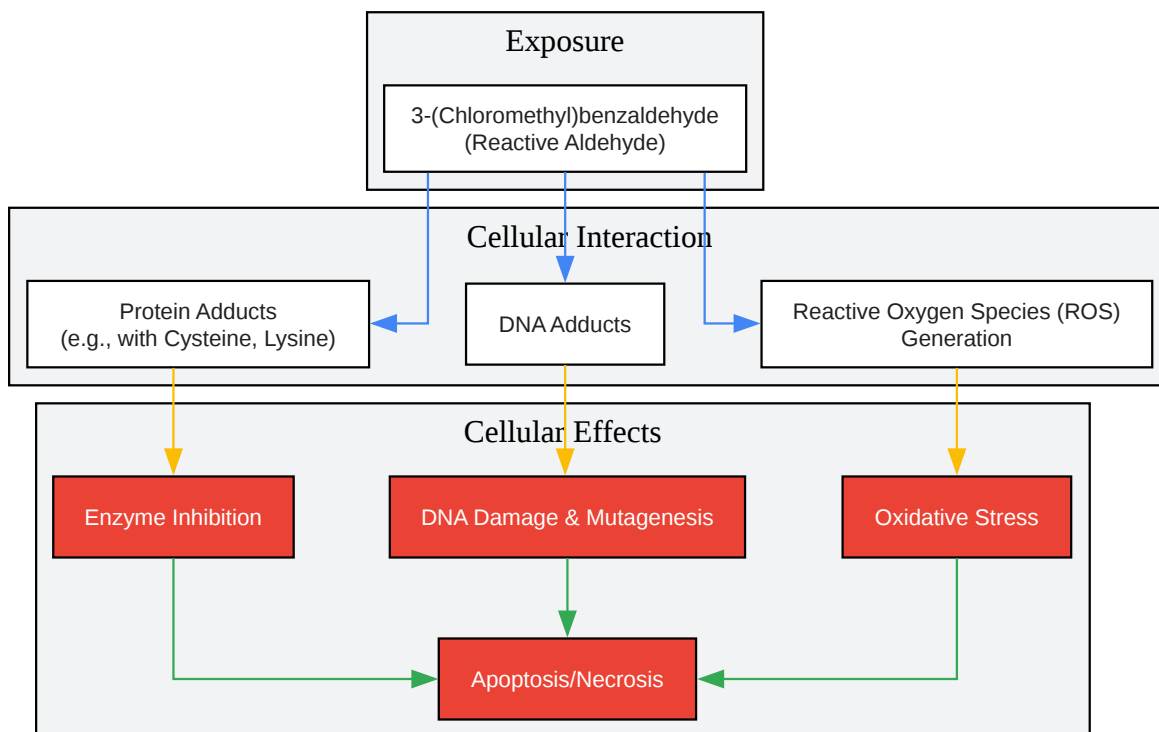 Exposure
3-(Chloromethyl)benzaldehyde
(Reactive Aldehyde)
Cellular Interaction
Protein Adducts
(e.g., with Cysteine, Lysine)
DNA Adducts
Reactive Oxygen Species (ROS)
Generation
Cellular Effects
Enzyme Inhibition
DNA Damage & Mutagenesis
Oxidative Stress
Apoptosis/Necrosis